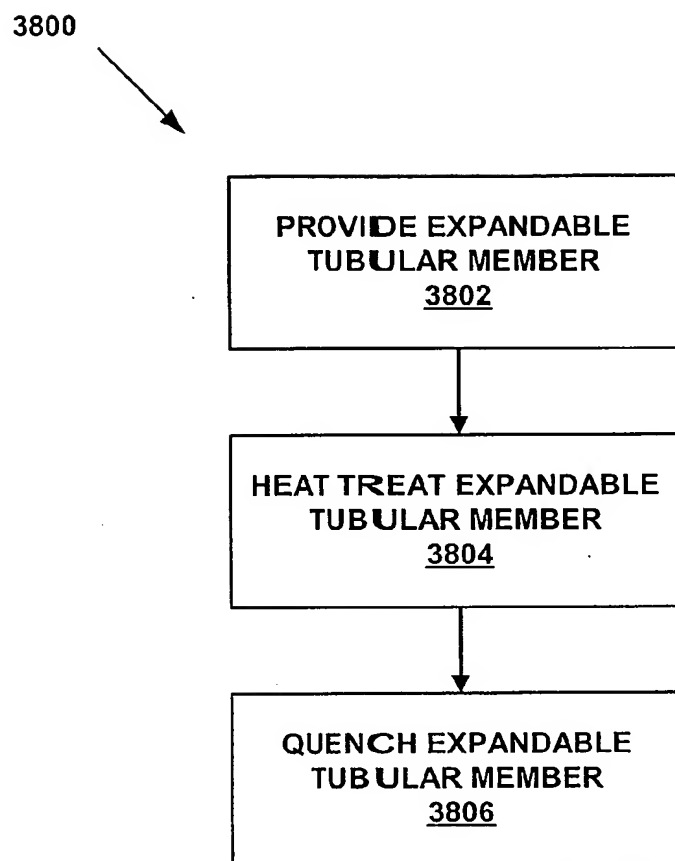 3800
PROVIDE EXPANDABLE
TUBULAR MEMBER
3802
HEAT TREAT EXPANDABLE
TUBULAR MEMBER
3804
QUENCH EXPANDABLE
TUBULAR MEMBER
3806